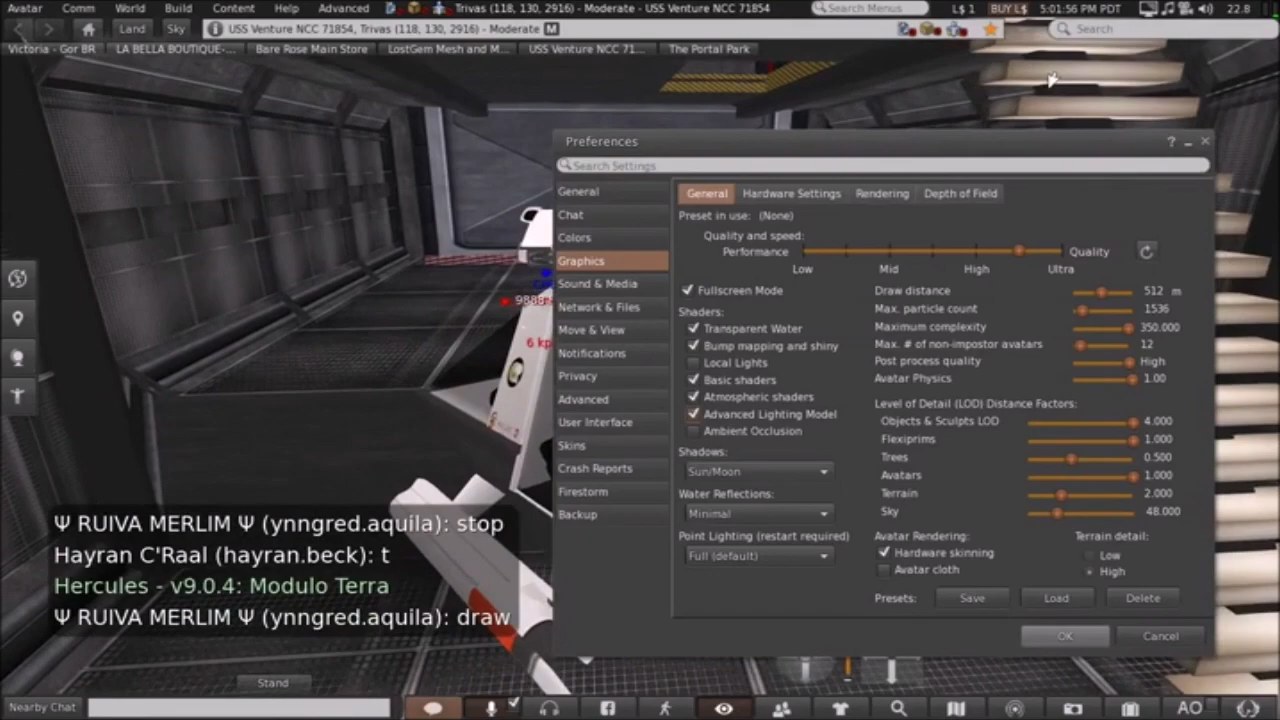 Avatar Comm World Build Content Help Advanced Trivas (118, 130, 2916) - Moderate - USS Venture NCC 71854 Search Menus L$ 1 BUY L$ 5:01:56 PM PDT 22.8
Land Sky USS Venture NCC 71854, Trivas (118, 130, 2916) - Moderate M Search
Victoria - Gor BR LA BELLA BOUTIQUE-... Bare Rose Main Store LostGem Mesh and M... USS Venture NCC 71... The Portal Park
Preferences
Search Settings
General
Chat
Colors
Graphics
Sound & Media
Network & Files
Move & View
Notifications
Privacy
Advanced
User Interface
Skins
Crash Reports
Firestorm
Backup
General Hardware Settings Rendering Depth of Field
Preset in use: (None)
Quality and speed:
Performance Quality
Low Mid High Ultra
Fullscreen Mode
Shaders:
Transparent Water
Bump mapping and shiny
Local Lights
Basic shaders
Atmospheric shaders
Advanced Lighting Model
Ambient Occlusion
Shadows:
Sun/Moon
Water Reflections:
Minimal
Point Lighting (restart required)
Full (default)
Draw distance 512 m
Max. particle count 1536
Maximum complexity 350.000
Max. # of non-impostor avatars 12
Post process quality High
Avatar Physics 1.00
Level of Detail (LOD) Distance Factors:
Objects & Sculpts LOD 4.000
Flexiprims 1.000
Trees 0.500
Avatars 1.000
Terrain 2.000
Sky 48.000
Avatar Rendering:
Hardware skinning
Avatar cloth
Terrain detail:
Low
High
Presets: Save Load Delete
OK Cancel
6 kp
Ψ RUIVA MERLIM Ψ (ynngred.aquila): stop
Hayran C'Raal (hayran.beck): t
Hercules - v9.0.4: Modulo Terra
Ψ RUIVA MERLIM Ψ (ynngred.aquila): draw
Stand
Nearby Chat AO